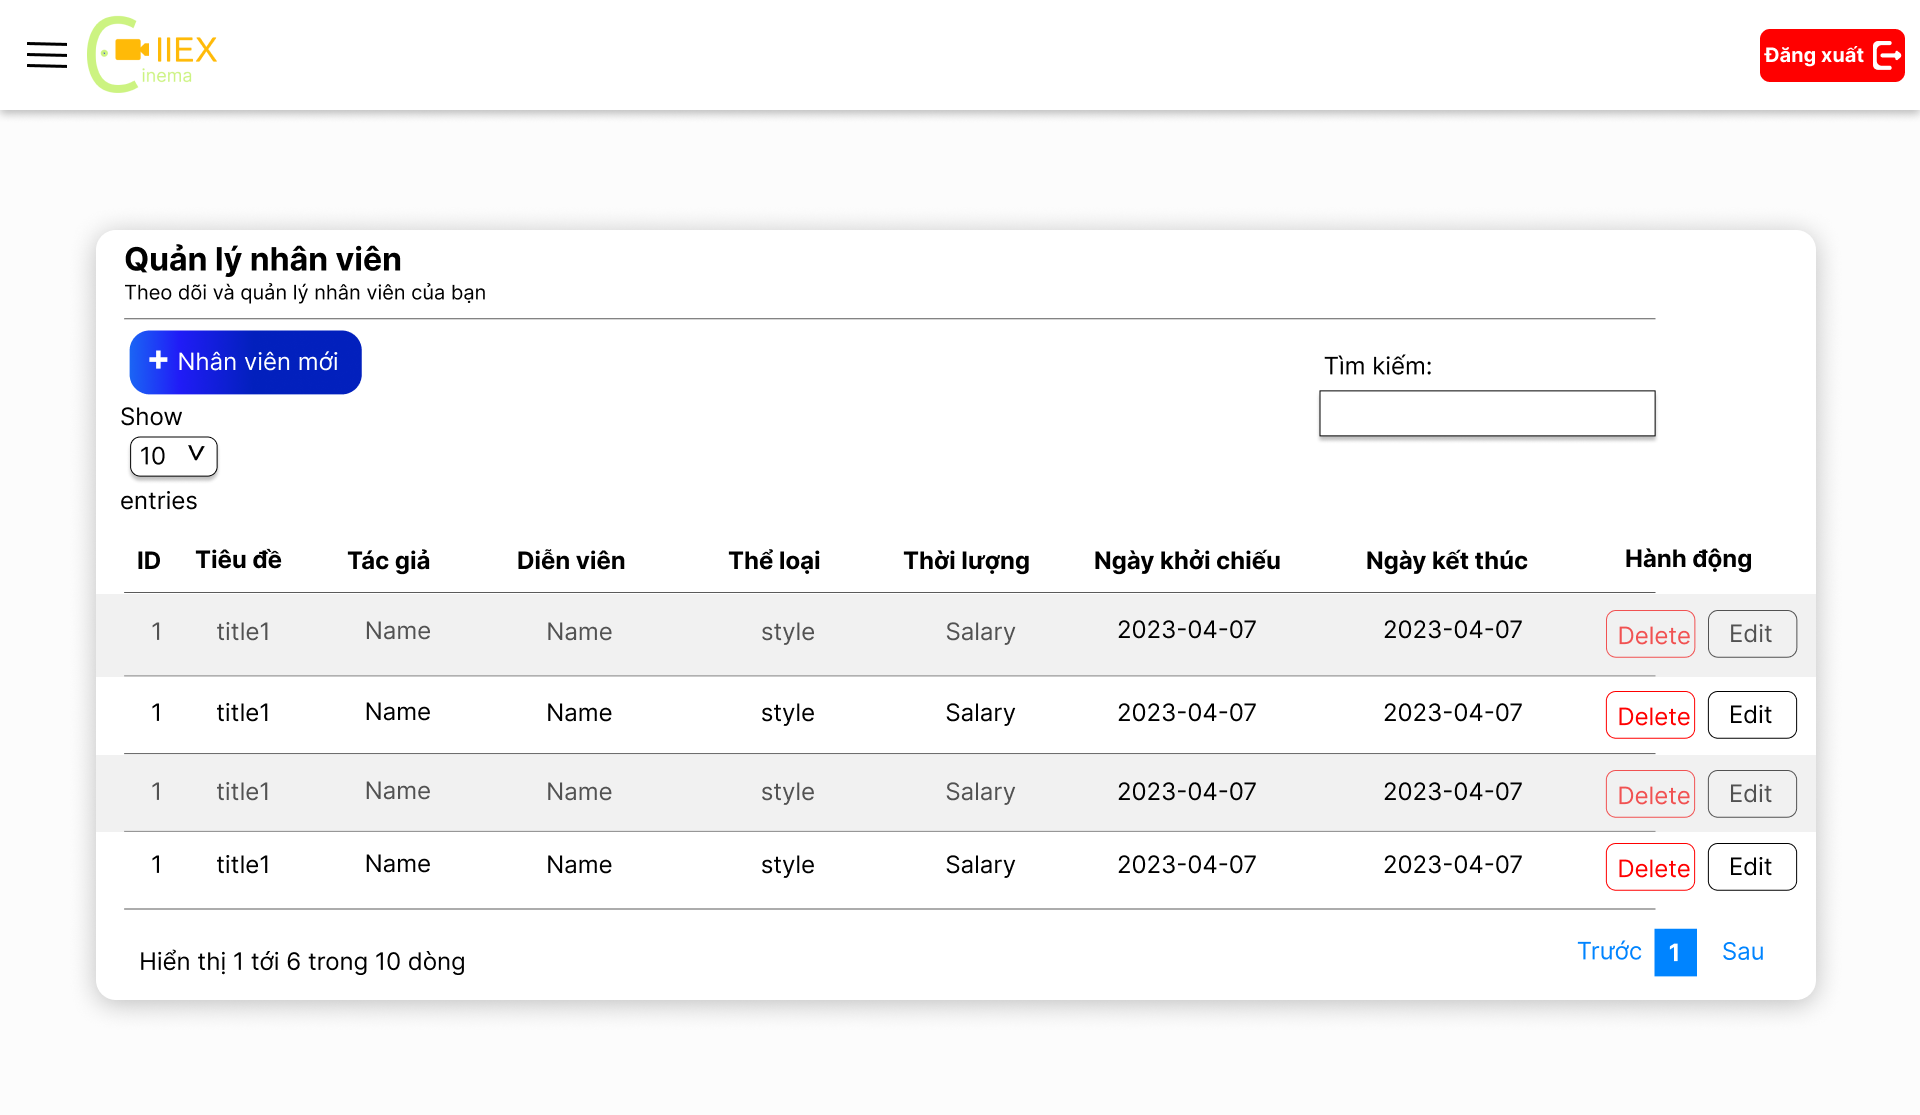 IIEX
inema
Đăng xuất
Quản lý nhân viên
Theo dõi và quản lý nhân viên của bạn
+ Nhân viên mới
Tìm kiếm:
Show
10 V
entries
ID Tiêu đề Tác giả Diễn viên Thể loại Thời lượng Ngày khởi chiếu Ngày kết thúc Hành động
1 title1 Name Name style Salary 2023-04-07 2023-04-07 Delete Edit
1 title1 Name Name style Salary 2023-04-07 2023-04-07 Delete Edit
1 title1 Name Name style Salary 2023-04-07 2023-04-07 Delete Edit
1 title1 Name Name style Salary 2023-04-07 2023-04-07 Delete Edit
Hiển thị 1 tới 6 trong 10 dòng
Trước 1 Sau